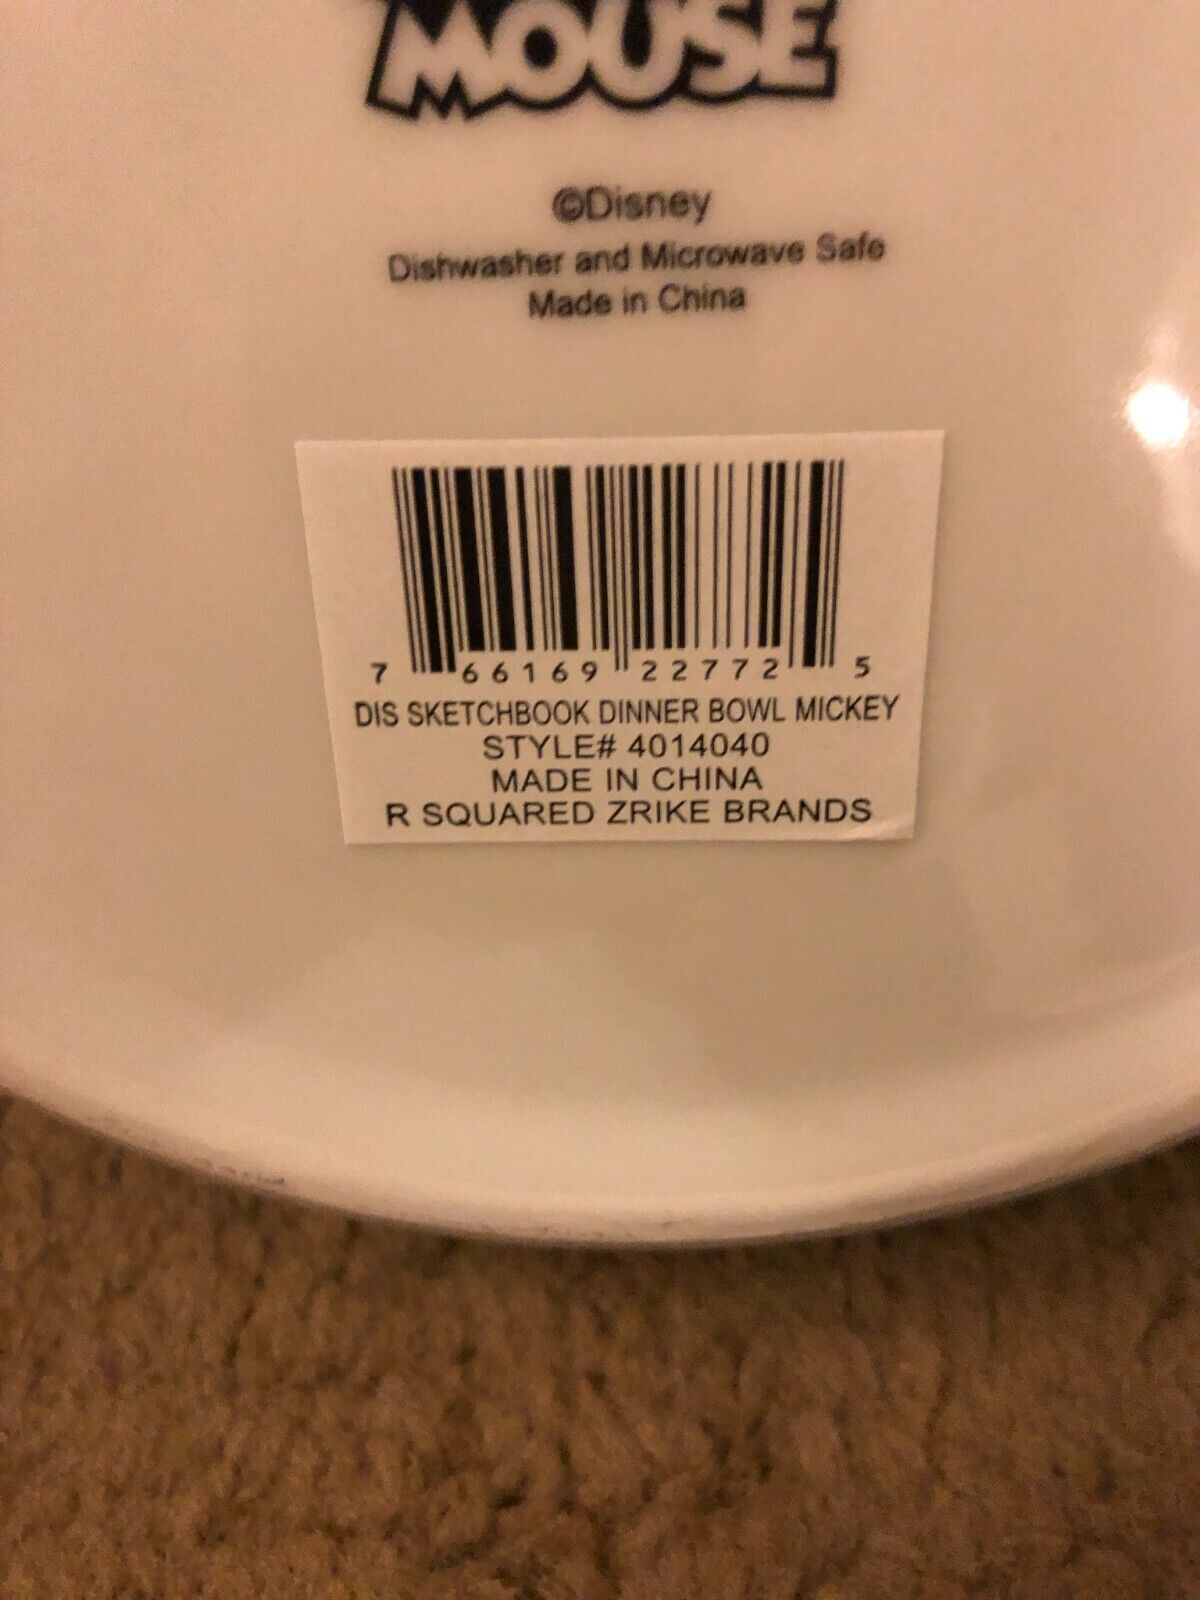 MOUSE
©Disney
Dishwasher and Microwave Safe
Made in China
7 66169 22772 5
DIS SKETCHBOOK DINNER BOWL MICKEY
STYLE# 4014040
MADE IN CHINA
R SQUARED ZRIKE BRANDS